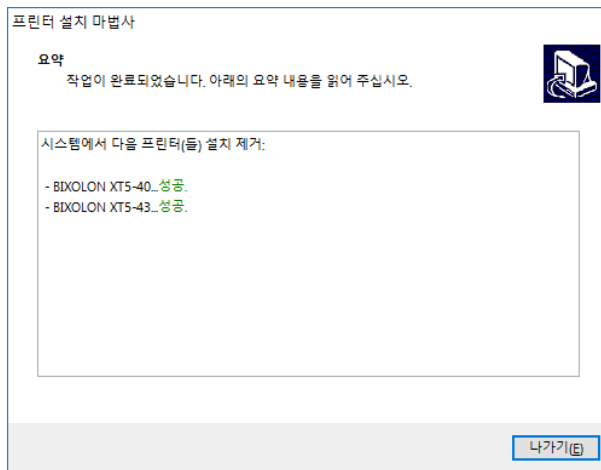 프린터 설치 마법사
요약
작업이 완료되었습니다. 아래의 요약 내용을 읽어 주십시오.
시스템에서 다음 프린터(들) 설치 제거:
- BIXOLON XT5-40...성공.
- BIXOLON XT5-43...성공.
나가기(E)